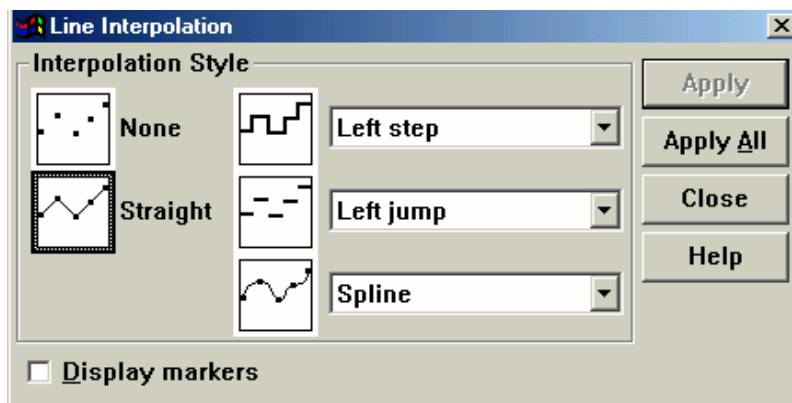 Line Interpolation
Interpolation Style
None
Left step
Straight
Left jump
Spline
Display markers
Apply
Apply All
Close
Help